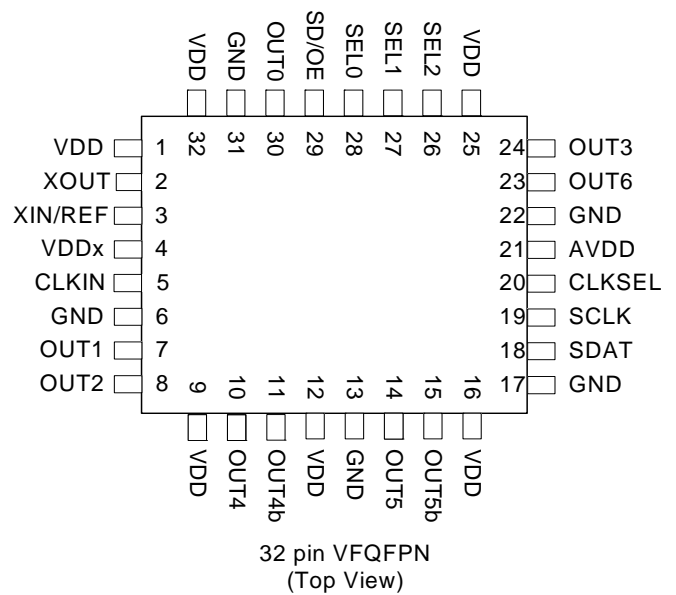 VDD
GND
OUT0
SD/OE
SEL0
SEL1
SEL2
VDD
32
31
30
29
28
27
26
25
VDD 1
XOUT 2
XIN/REF 3
VDDx 4
CLKIN 5
GND 6
OUT1 7
OUT2 8
24 OUT3
23 OUT6
22 GND
21 AVDD
20 CLKSEL
19 SCLK
18 SDAT
17 GND
9
10
11
12
13
14
15
16
VDD
OUT4
OUT4b
VDD
GND
OUT5
OUT5b
VDD
32 pin VFQFPN
(Top View)